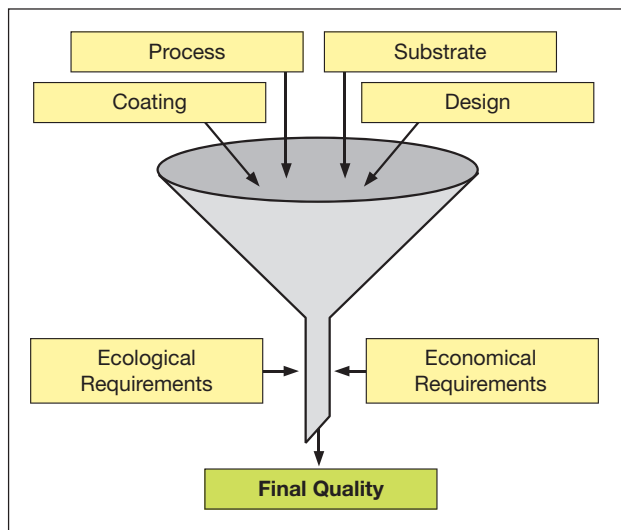 Process
Substrate
Coating
Design
Ecological
Requirements
Economical
Requirements
Final Quality